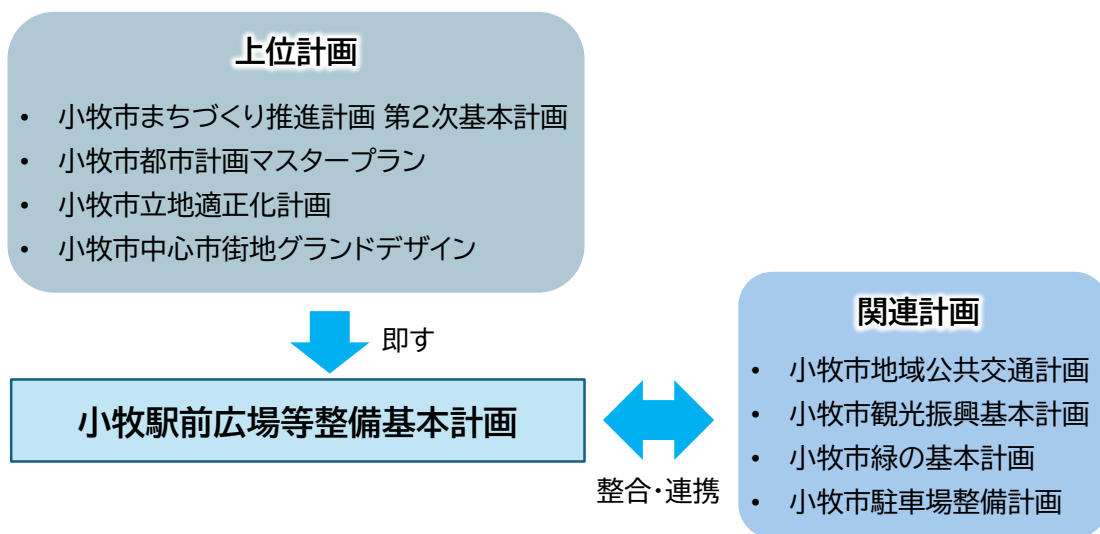 上位計画
• 小牧市まちづくり推進計画 第2次基本計画
• 小牧市都市計画マスタープラン
• 小牧市立地適正化計画
• 小牧市中心市街地グランドデザイン
即す
小牧駅前広場等整備基本計画
整合・連携
関連計画
• 小牧市地域公共交通計画
• 小牧市観光振興基本計画
• 小牧市緑の基本計画
• 小牧市駐車場整備計画